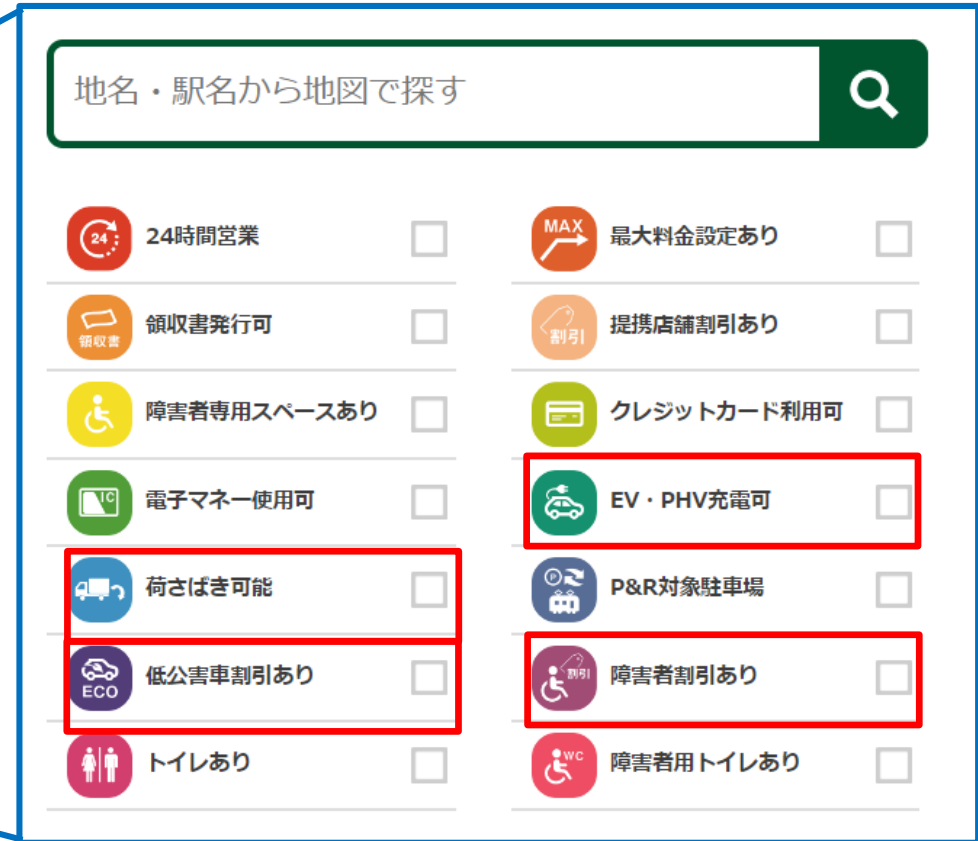 地名・駅名から地図で探す
24
24時間営業
MAX
最大料金設定あり
領収書
領収書発行可
割引
提携店舗割引あり
障害者専用スペースあり
クレジットカード利用可
IC
電子マネー使用可
EV・PHV充電可
荷さばき可能
P
P&R対象駐車場
ECO
低公害車割引あり
割引
障害者割引あり
トイレあり
WC
障害者用トイレあり